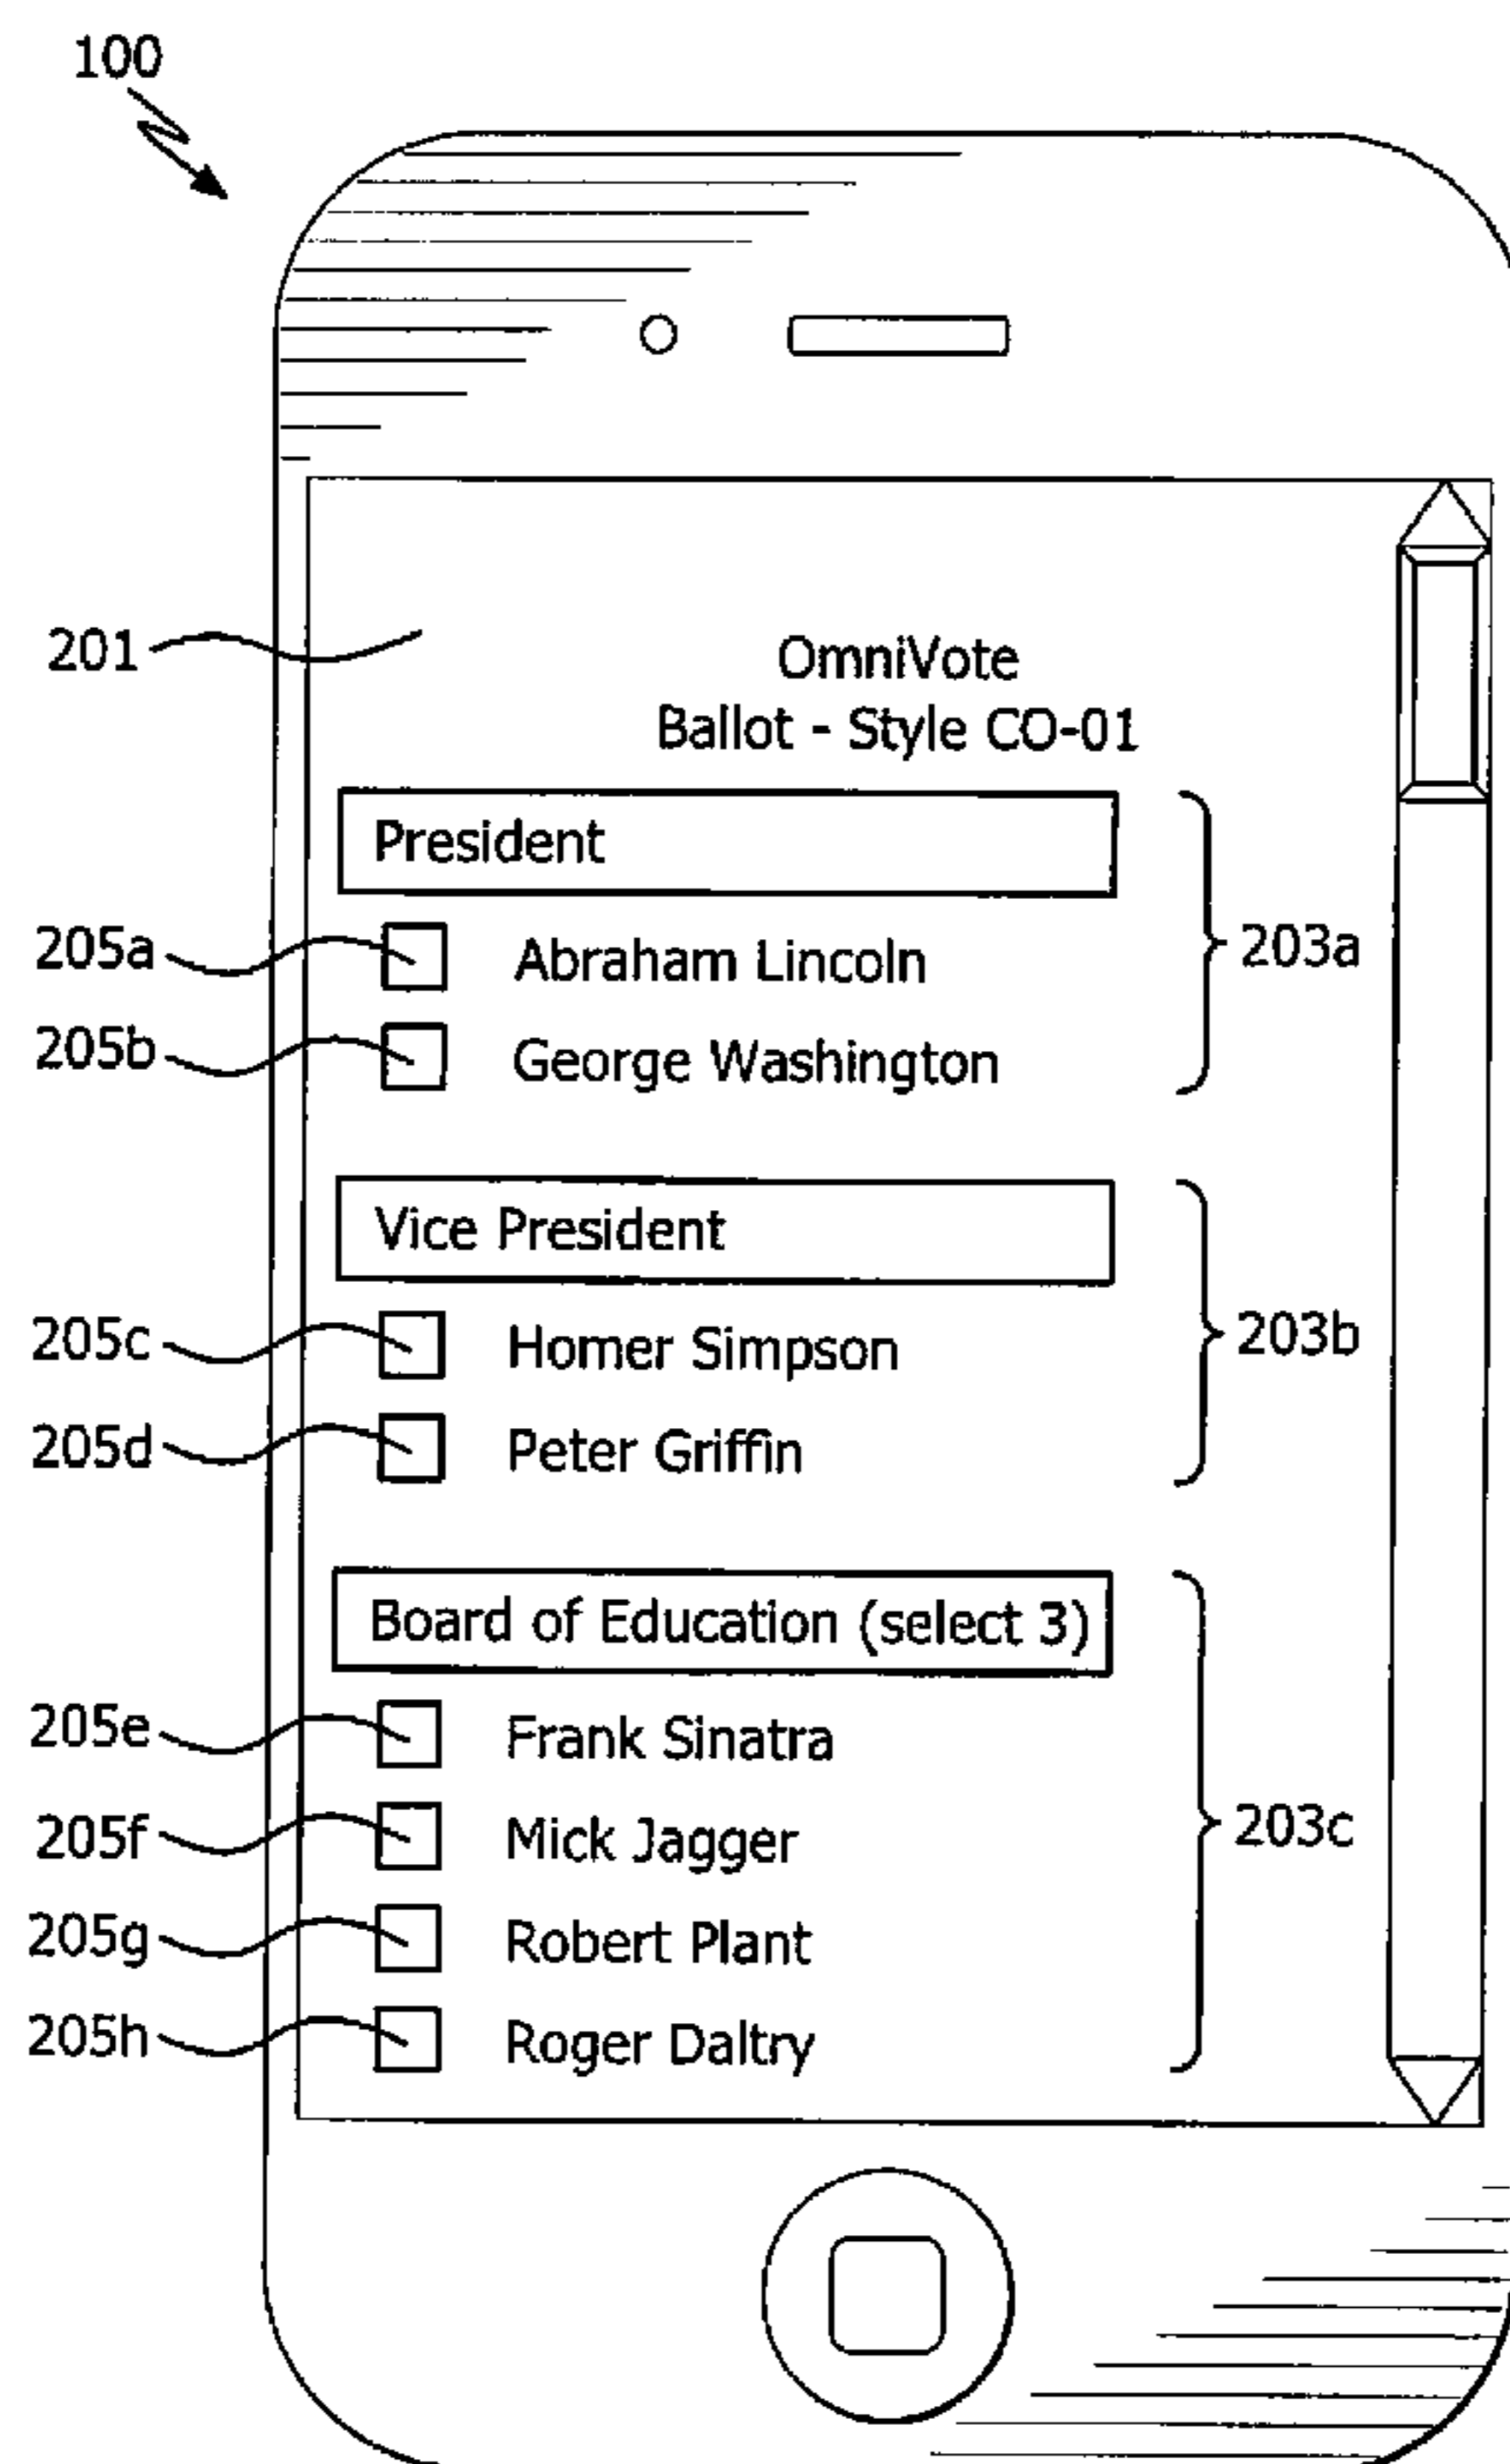 100
201
OmniVote
Ballot - Style CO-01
President
205a
Abraham Lincoln
203a
205b
George Washington
Vice President
205c
Homer Simpson
203b
205d
Peter Griffin
Board of Education (select 3)
205e
Frank Sinatra
205f
Mick Jagger
203c
205g
Robert Plant
205h
Roger Daltry